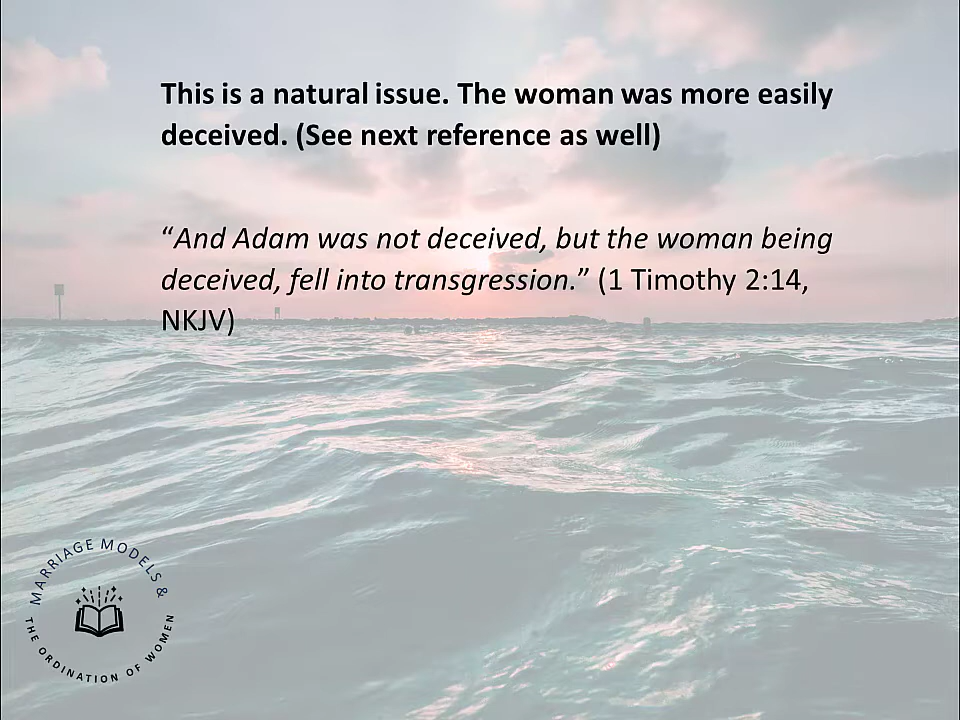 This is a natural issue. The woman was more easily
deceived. (See next reference as well)
“And Adam was not deceived, but the woman being
deceived, fell into transgression.” (1 Timothy 2:14,
NKJV)
MARRIAGE MODELS &
THE ORDINATION OF WOMEN